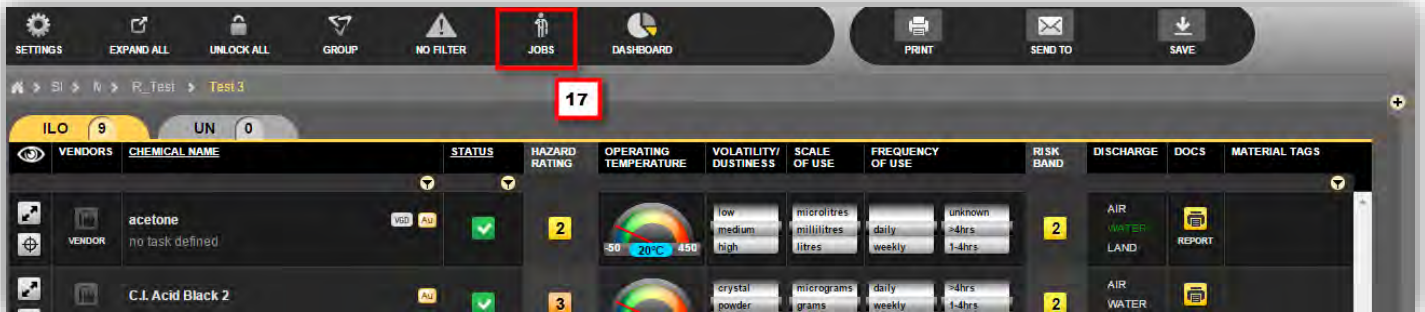 SETTINGS EXPAND ALL UNLOCK ALL GROUP NO FILTER JOBS DASHBOARD PRINT SEND TO SAVE
17
SI > N > R_Test > Test 3
ILO 9 UN 0
VENDORS CHEMICAL NAME STATUS HAZARD RATING OPERATING TEMPERATURE VOLATILITY/ DUSTINESS SCALE OF USE FREQUENCY OF USE RISK BAND DISCHARGE DOCS MATERIAL TAGS
VENDOR
acetone
no task defined
VGD Au
2
-50 20°C 450
low
medium
high
microlitres
millilitres
litres
daily
weekly
unknown
>4hrs
1-4hrs
2
AIR
WATER
LAND
REPORT
C.I. Acid Black 2
Au
3
crystal
powder
micrograms
grams
daily
weekly
>4hrs
1-4hrs
2
AIR
WATER